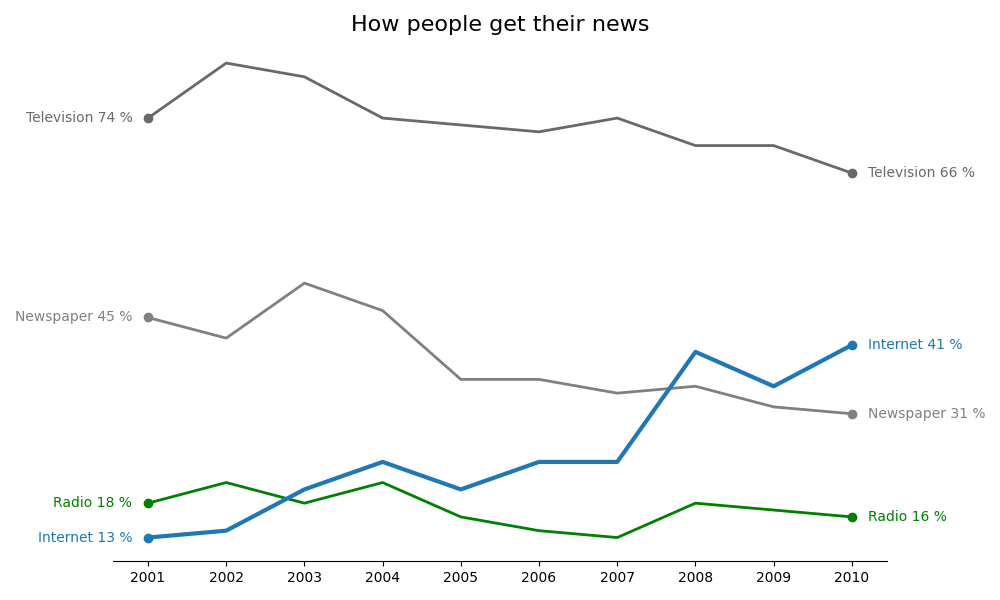 How people get their news
Television 74 %
Television 66 %
Newspaper 45 %
Internet 41 %
Newspaper 31 %
Radio 18 %
Radio 16 %
Internet 13 %
2001 2002 2003 2004 2005 2006 2007 2008 2009 2010